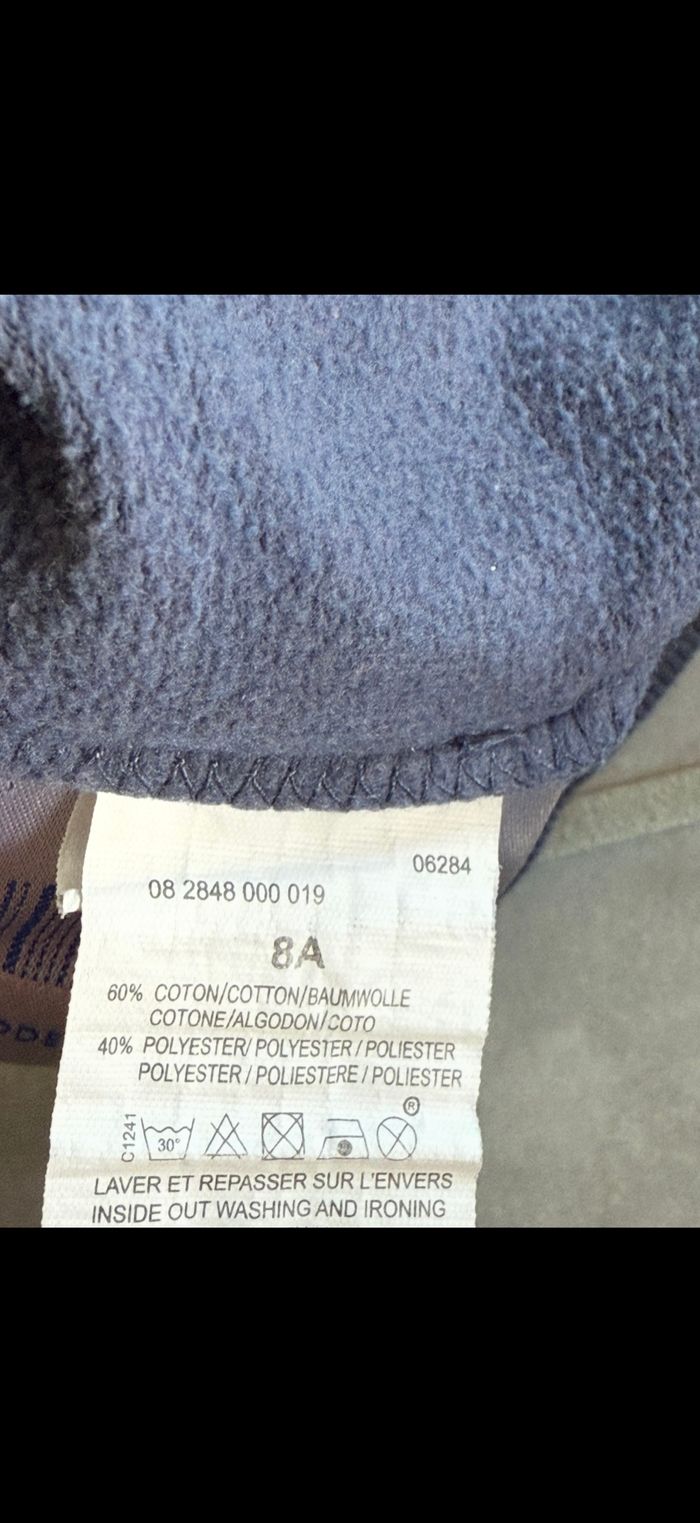 06284
08 2848 000 019
8A
60% COTON/COTTON/BAUMWOLLE
COTONE/ALGODON/COTO
40% POLYESTER/POLYESTER/POLIESTER
POLYESTER/POLIESTERE/POLIESTER
®
C1241
30°
LAVER ET REPASSER SUR L'ENVERS
INSIDE OUT WASHING AND IRONING